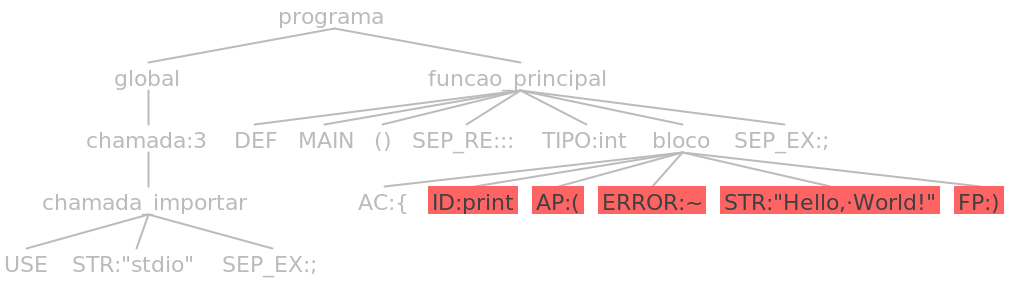 programa
global funcao_principal
chamada:3 DEF MAIN () SEP_RE::: TIPO:int bloco SEP_EX:;
chamada_importar AC:{ ID:print AP:( ERROR:~ STR:"Hello,·World!" FP:)
USE STR:"stdio" SEP_EX:;